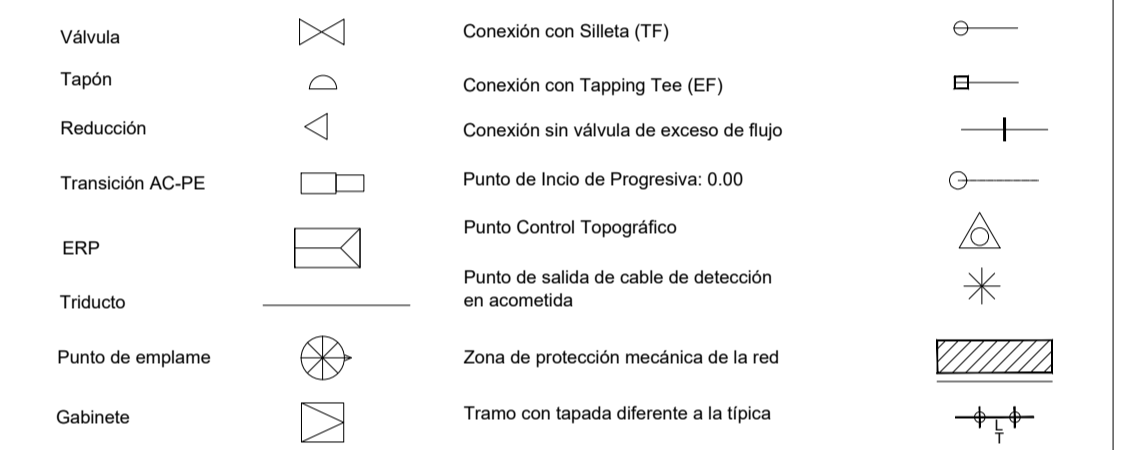 Válvula
Tapón
Reducción
Transición AC-PE
ERP
Triducto
Punto de emplame
Gabinete
Conexión con Silleta (TF)
Conexión con Tapping Tee (EF)
Conexión sin válvula de exceso de flujo
Punto de Incio de Progresiva: 0.00
Punto Control Topográfico
Punto de salida de cable de detección
en acometida
Zona de protección mecánica de la red
Tramo con tapada diferente a la típica
L
T